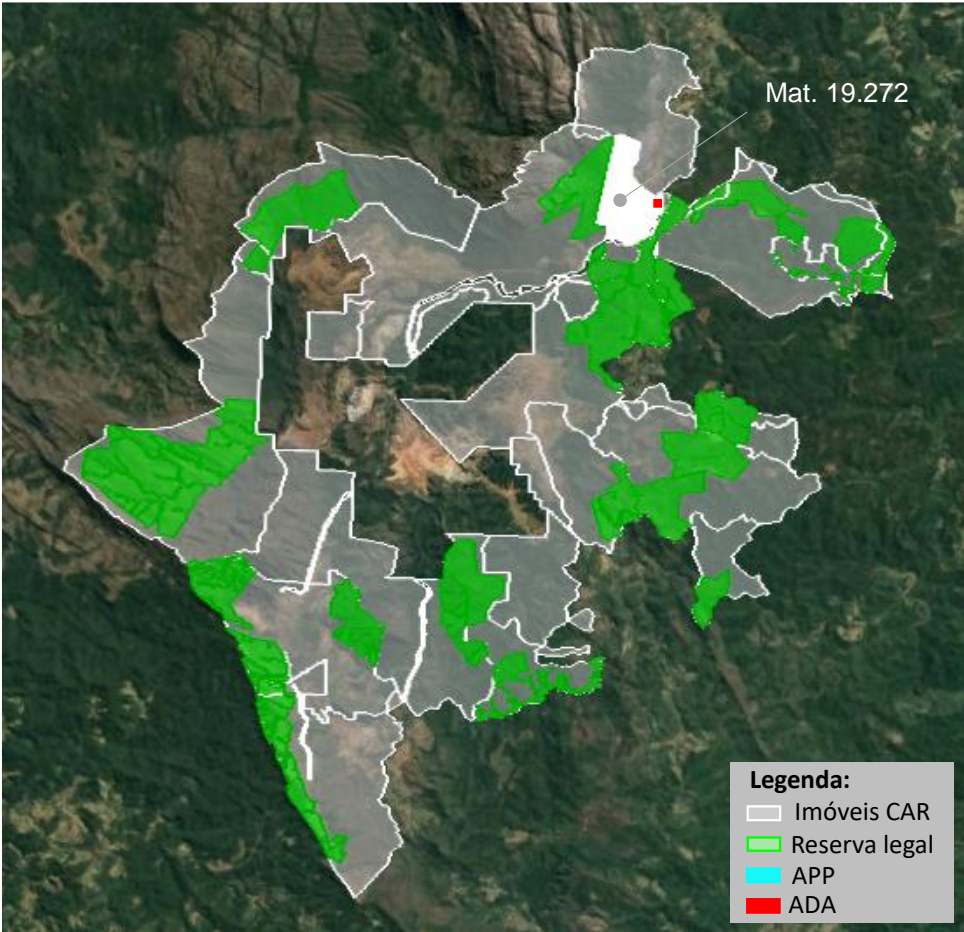 Mat. 19.272
Legenda:
Imóveis CAR
Reserva legal
APP
ADA